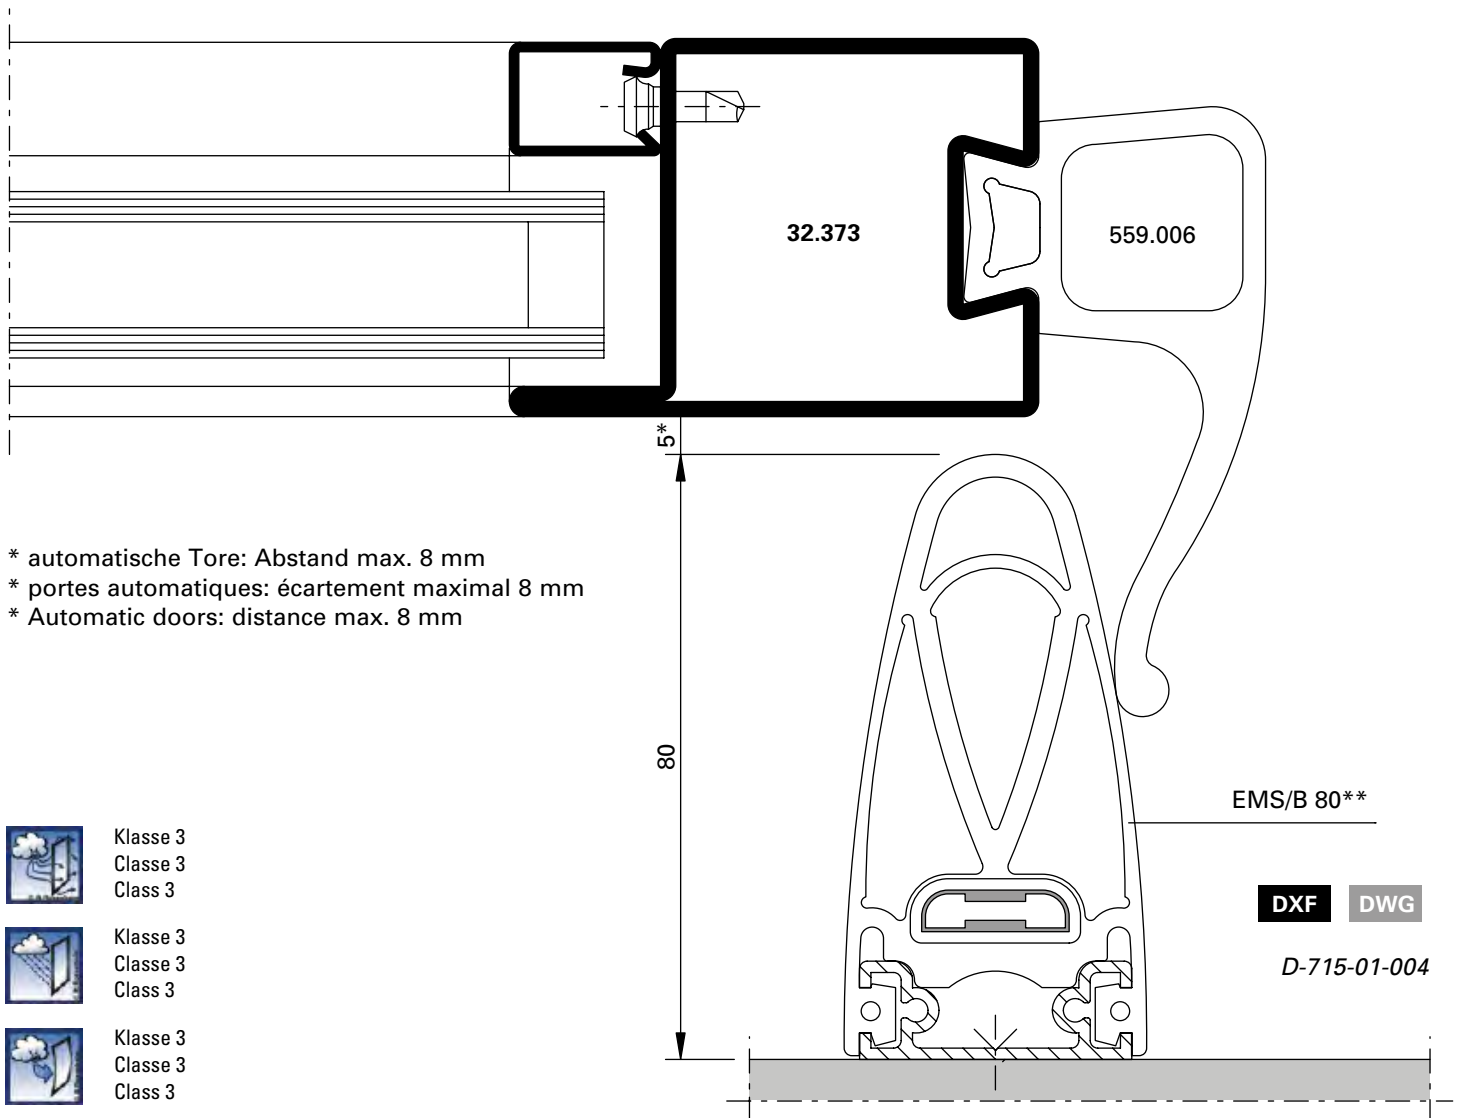 32.373
559.006
5*
* automatische Tore: Abstand max. 8 mm
* portes automatiques: écartement maximal 8 mm
* Automatic doors: distance max. 8 mm
80
EMS/B 80**
Klasse 3
Classe 3
Class 3
DXF DWG
Klasse 3
Classe 3
Class 3
D-715-01-004
Klasse 3
Classe 3
Class 3